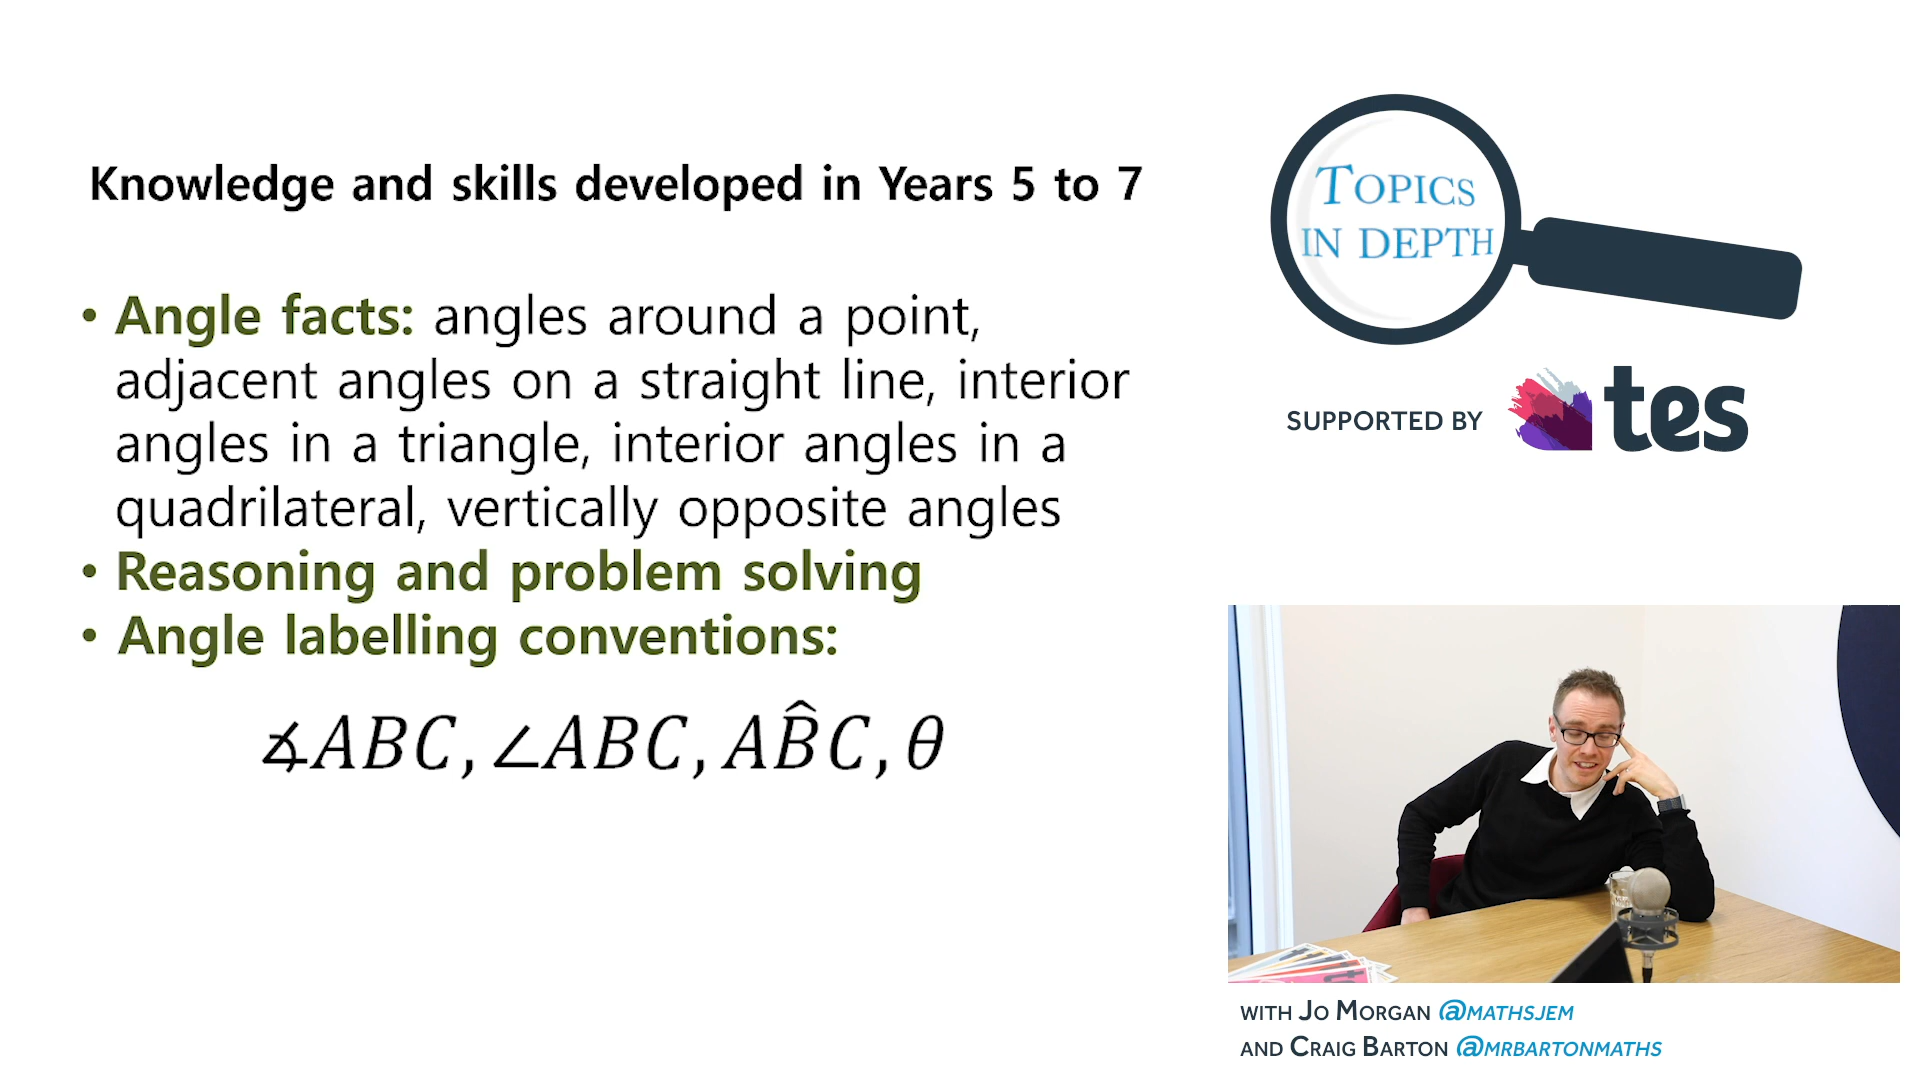 Knowledge and skills developed in Years 5 to 7
• Angle facts: angles around a point,
adjacent angles on a straight line, interior
angles in a triangle, interior angles in a
quadrilateral, vertically opposite angles
• Reasoning and problem solving
• Angle labelling conventions:
∡ABC, ∠ABC, AB̂C, θ
TOPICS
IN DEPTH
SUPPORTED BY tes
WITH JO MORGAN @MATHSJEM
AND CRAIG BARTON @MRBARTONMATHS